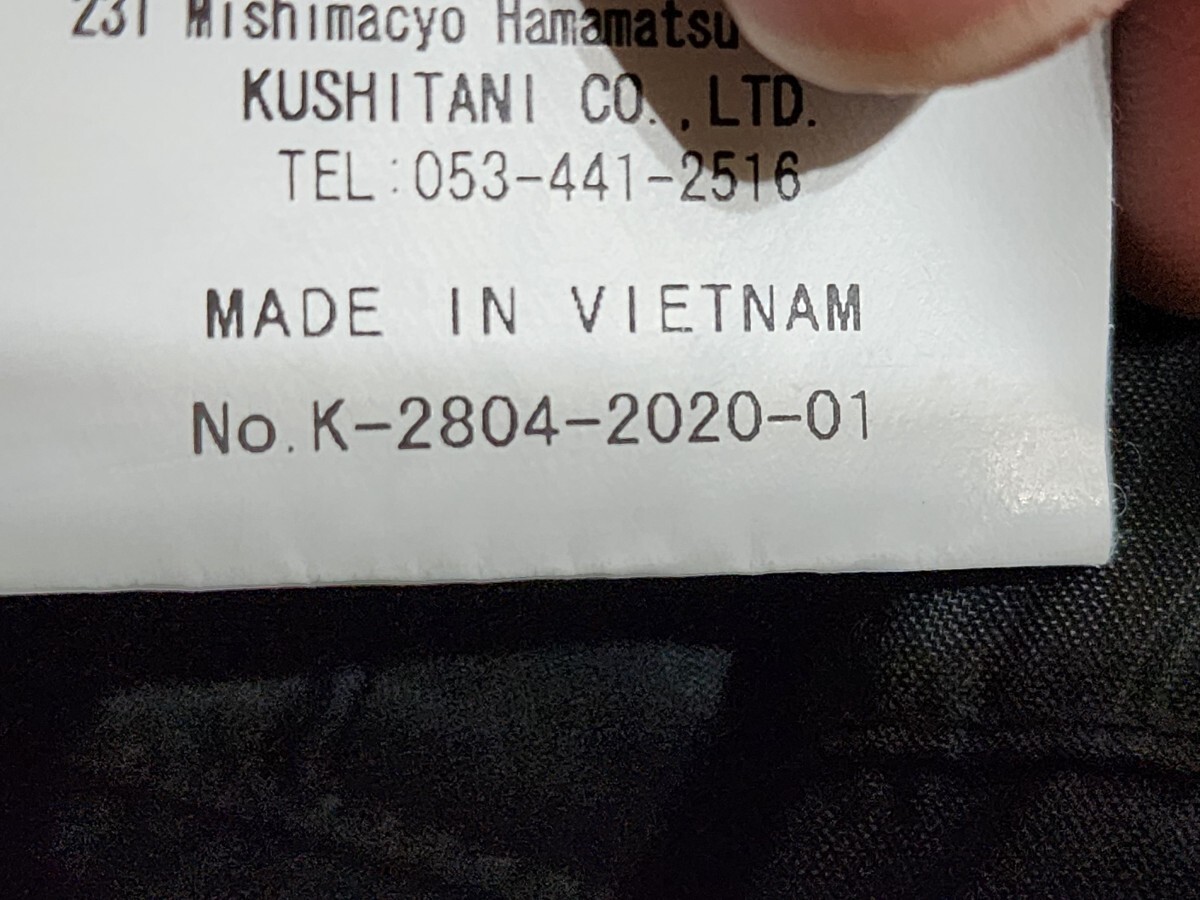 231 Mishimacyo Hamamatsu
KUSHITANI CO.,LTD.
TEL:053-441-2516
MADE IN VIETNAM
No.K-2804-2020-01